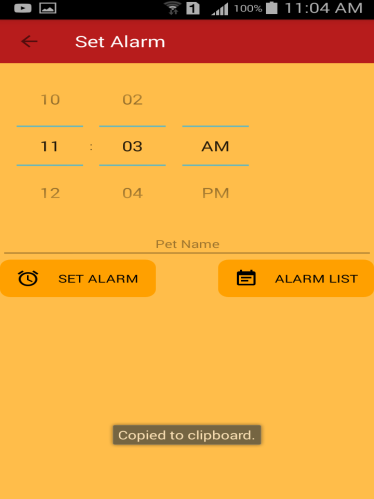 1 100% 11:04 AM
Set Alarm
10 02
11 : 03 AM
12 04 PM
Pet Name
SET ALARM ALARM LIST
Copied to clipboard.